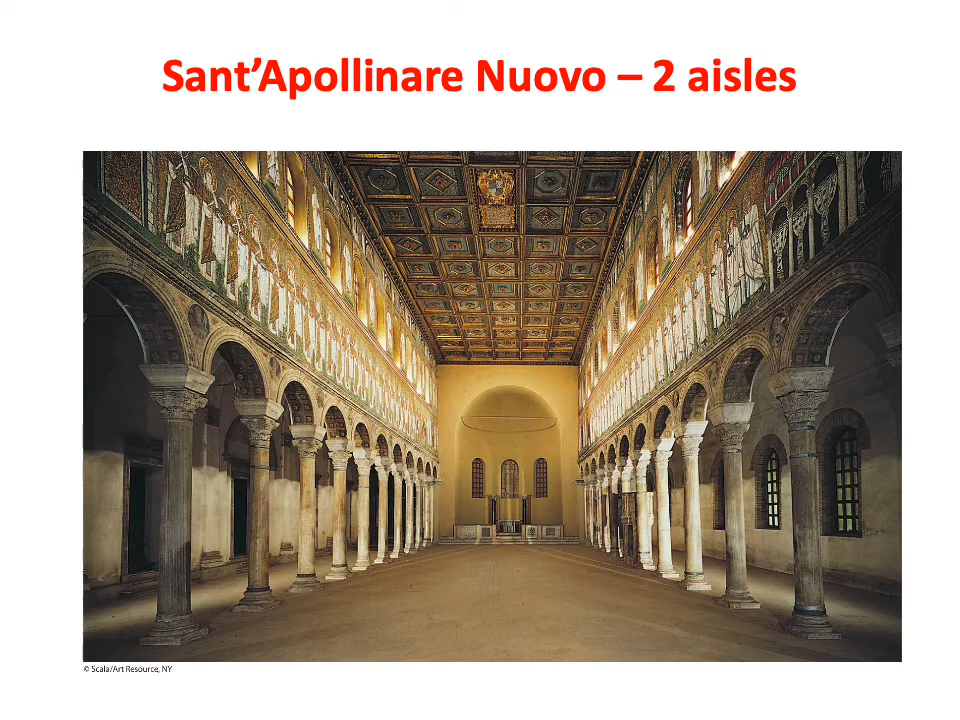 Sant’Apollinare Nuovo – 2 aisles
© Scala/Art Resource, NY